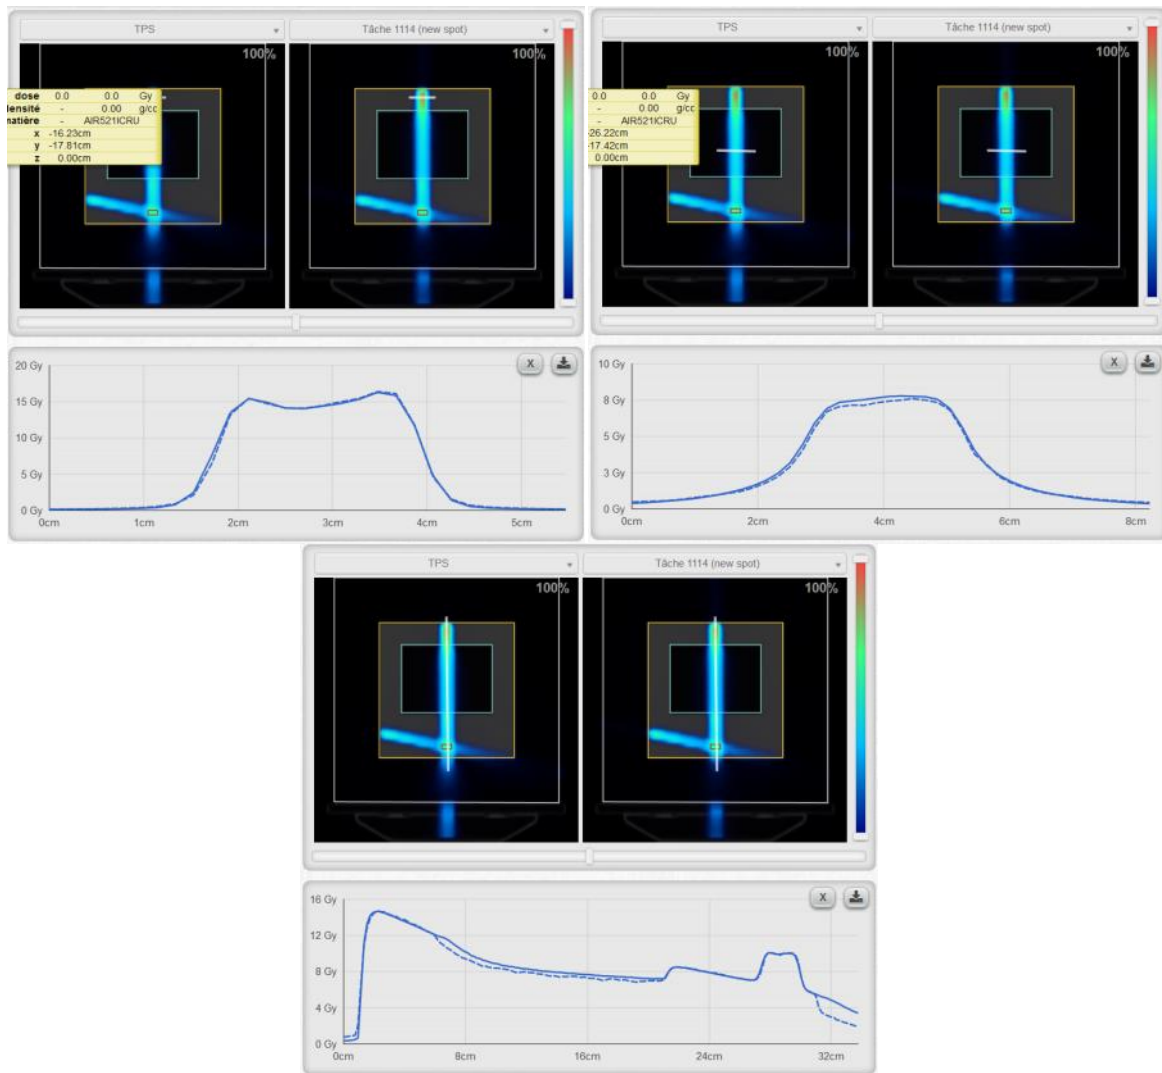 TPS
Tâche 1114 (new spot)
100%
dose 0.0 0.0 Gy
densité - 0.00 g/cc
matière - AIR521ICRU
x -16.23cm
y -17.81cm
z 0.00cm
X
20 Gy
15 Gy
10 Gy
5 Gy
0 Gy
0cm 1cm 2cm 3cm 4cm 5cm
TPS
Tâche 1114 (new spot)
100%
100%
0.0 0.0 Gy
- 0.00 g/cc
- AIR521ICRU
-26.22cm
-17.42cm
0.00cm
X
10 Gy
8 Gy
5 Gy
3 Gy
0 Gy
0cm 2cm 4cm 6cm 8cm
TPS
Tâche 1114 (new spot)
100%
X
16 Gy
12 Gy
8 Gy
4 Gy
0 Gy
0cm 8cm 16cm 24cm 32cm